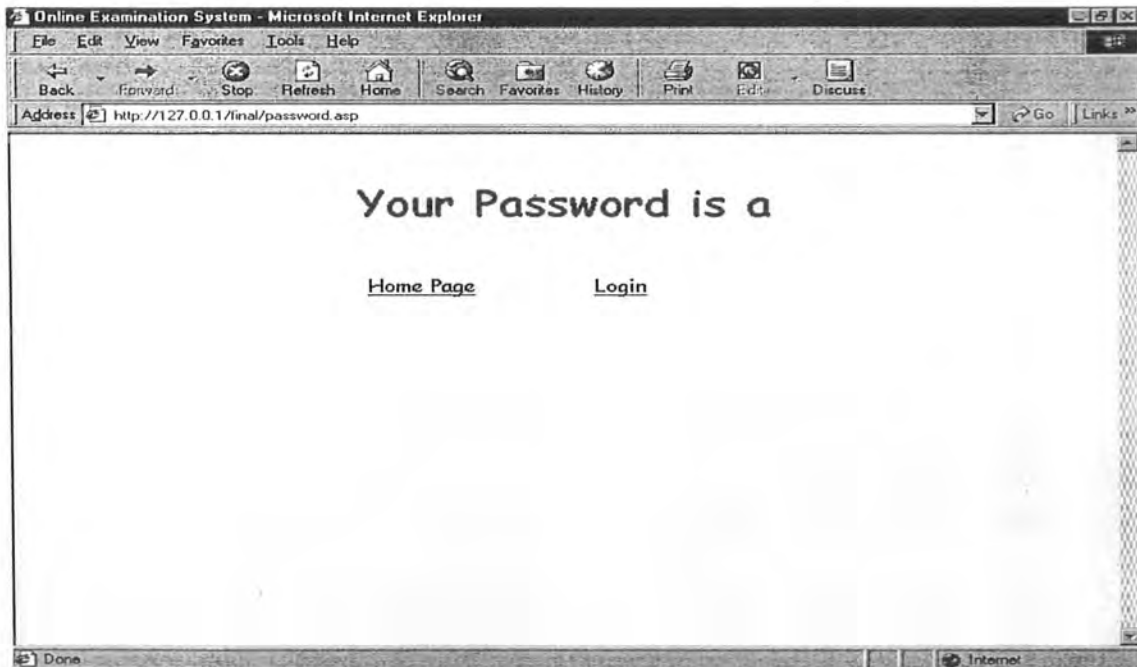 Online Examination System - Microsoft Internet Explorer
File Edit View Favorites Tools Help
Back Forward Stop Refresh Home Search Favorites History Print Edit Discuss
Address http://127.0.0.1/final/password.asp Go Links »
Your Password is a
Home Page Login
Done Internet